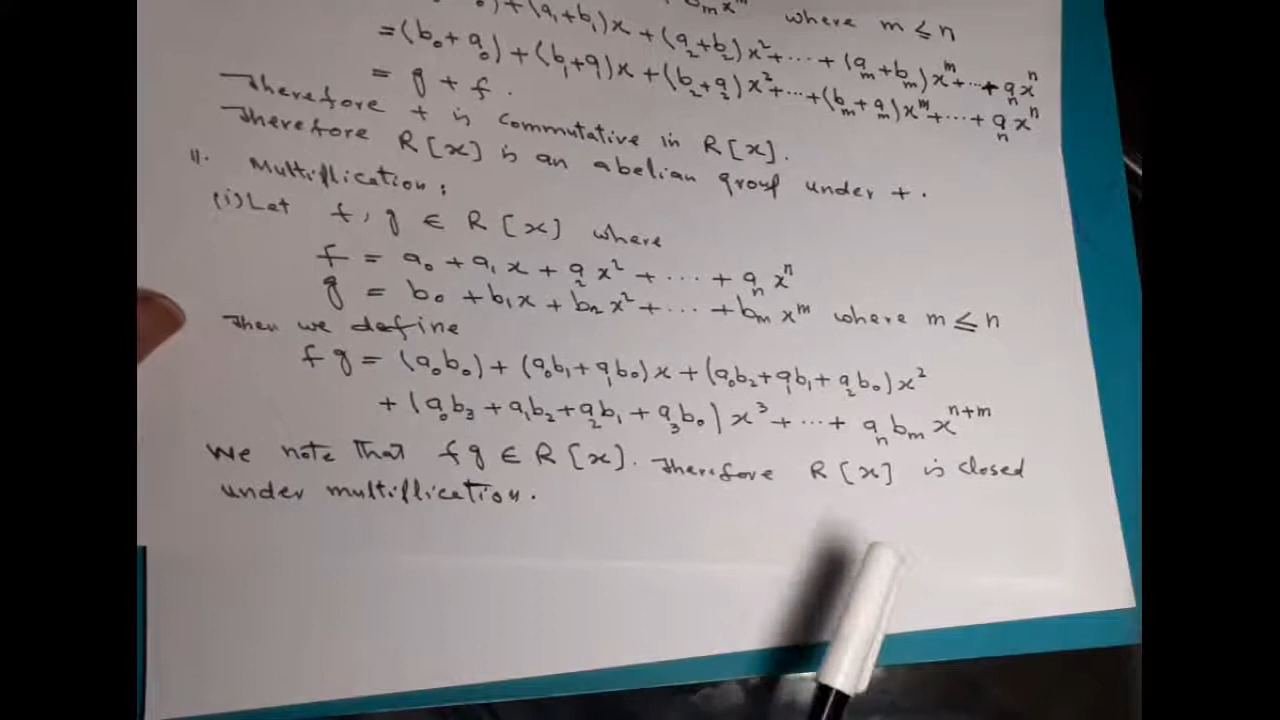 ) + (a₁+b₁)x + (a₂+b₂)x² + ⋯ + (aₘ+bₘ)xᵐ + ⋯ + aₙxⁿ
bₘxᵐ where m ≤ n
= (b₀+a₀) + (b₁+a₁)x + (b₂+a₂)x² + ⋯ + (bₘ+aₘ)xᵐ + ⋯ + aₙxⁿ
= g + f .
Therefore + is commutative in R[x].
Therefore R[x] is an abelian group under + .
II. Multiplication :
(i) Let f, g ∈ R[x] where
f = a₀ + a₁x + a₂x² + ⋯ + aₙxⁿ
g = b₀ + b₁x + b₂x² + ⋯ + bₘxᵐ where m ≤ n
Then we define
fg = (a₀b₀) + (a₀b₁ + a₁b₀)x + (a₀b₂ + a₁b₁ + a₂b₀)x²
+ (a₀b₃ + a₁b₂ + a₂b₁ + a₃b₀)x³ + ⋯ + aₙbₘxⁿ⁺ᵐ
We note that fg ∈ R[x]. Therefore R[x] is closed
under multiplication.